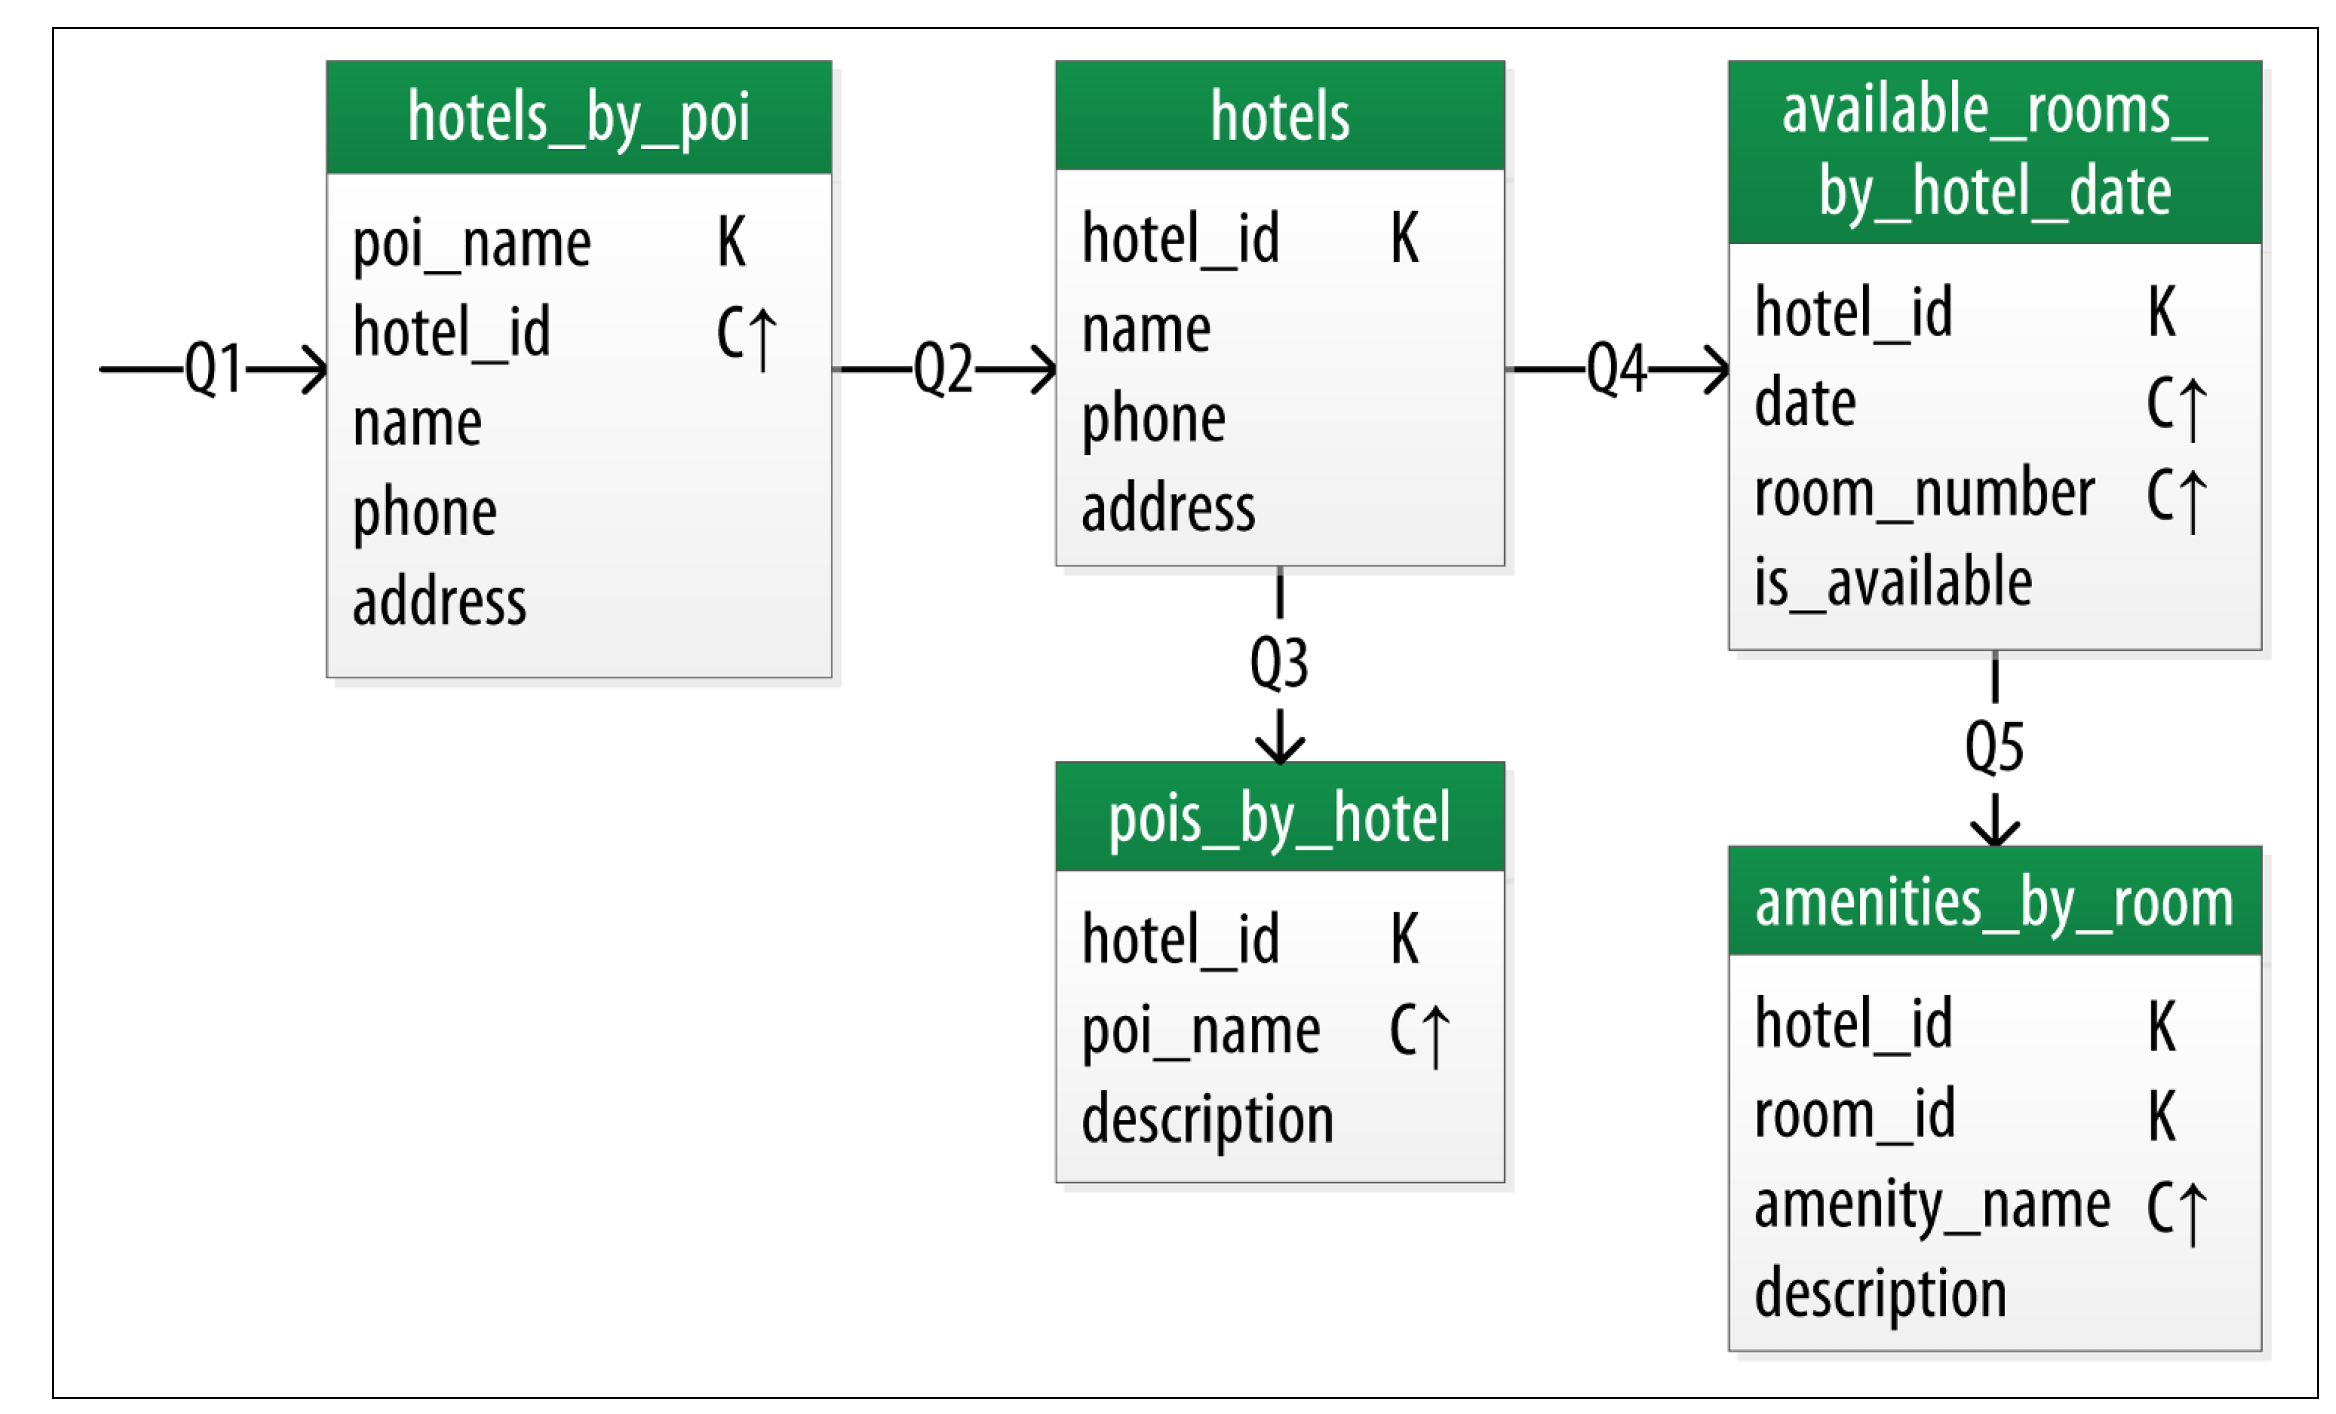 Q1
hotels_by_poi
poi_name K
hotel_id C↑
name
phone
address
Q2
hotels
hotel_id K
name
phone
address
Q3
pois_by_hotel
hotel_id K
poi_name C↑
description
Q4
available_rooms_
by_hotel_date
hotel_id K
date C↑
room_number C↑
is_available
Q5
amenities_by_room
hotel_id K
room_id K
amenity_name C↑
description